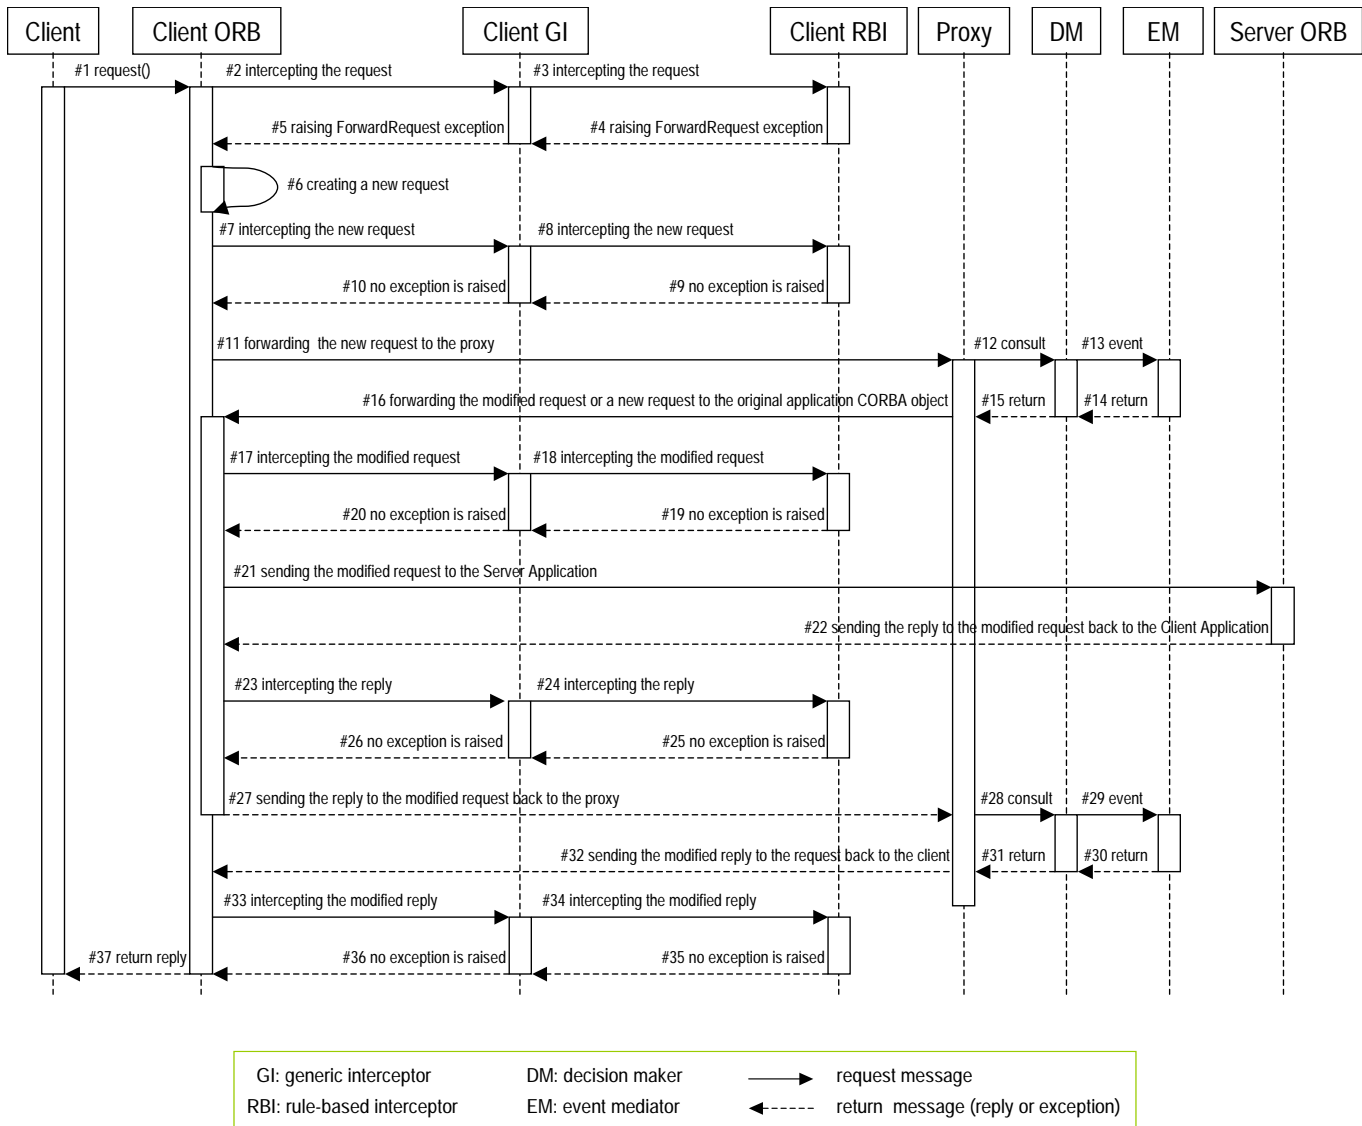 Client
Client ORB
Client GI
Client RBI
Proxy
DM
EM
Server ORB
#1 request()
#2 intercepting the request
#3 intercepting the request
#5 raising ForwardRequest exception
#4 raising ForwardRequest exception
#6 creating a new request
#7 intercepting the new request
#8 intercepting the new request
#10 no exception is raised
#9 no exception is raised
#11 forwarding the new request to the proxy
#12 consult
#13 event
#16 forwarding the modified request or a new request to the original application CORBA object
#15 return
#14 return
#17 intercepting the modified request
#18 intercepting the modified request
#20 no exception is raised
#19 no exception is raised
#21 sending the modified request to the Server Application
#22 sending the reply to the modified request back to the Client Application
#23 intercepting the reply
#24 intercepting the reply
#26 no exception is raised
#25 no exception is raised
#27 sending the reply to the modified request back to the proxy
#28 consult
#29 event
#32 sending the modified reply to the request back to the client
#31 return
#30 return
#33 intercepting the modified reply
#34 intercepting the modified reply
#37 return reply
#36 no exception is raised
#35 no exception is raised
GI: generic interceptor
DM: decision maker
request message
RBI: rule-based interceptor
EM: event mediator
return message (reply or exception)